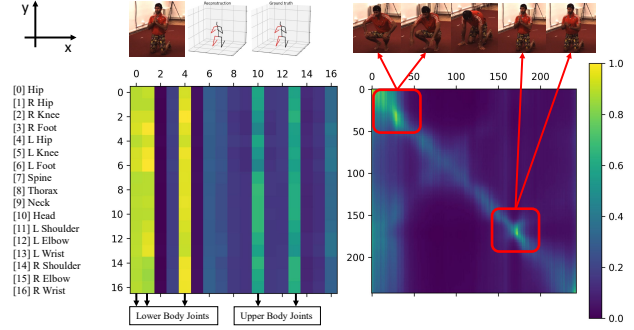 y
x
Reconstruction
Ground truth
[0] Hip
[1] R Hip
[2] R Knee
[3] R Foot
[4] L Hip
[5] L Knee
[6] L Foot
[7] Spine
[8] Thorax
[9] Neck
[10] Head
[11] L Shoulder
[12] L Elbow
[13] L Wrist
[14] R Shoulder
[15] R Elbow
[16] R Wrist
0 2 4 6 8 10 12 14 16
0
2
4
6
8
10
12
14
16
Lower Body Joints
Upper Body Joints
0 50 100 150 200
0
50
100
150
200
1.0
0.8
0.6
0.4
0.2
0.0